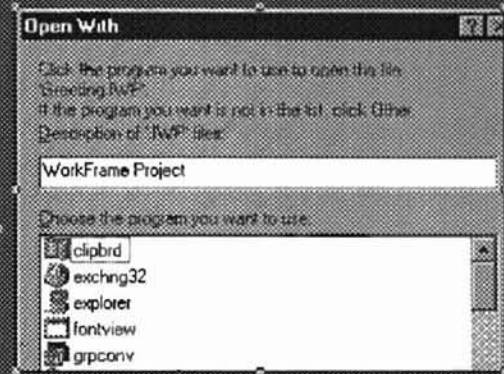 Open With
Click the program you want to use to open the file
'Greeting.IWP'.
If the program you want is not in the list, click Other.
Description of '.IWP' files:
WorkFrame Project
Choose the program you want to use:
clipbrd
exchng32
explorer
fontview
grpconv